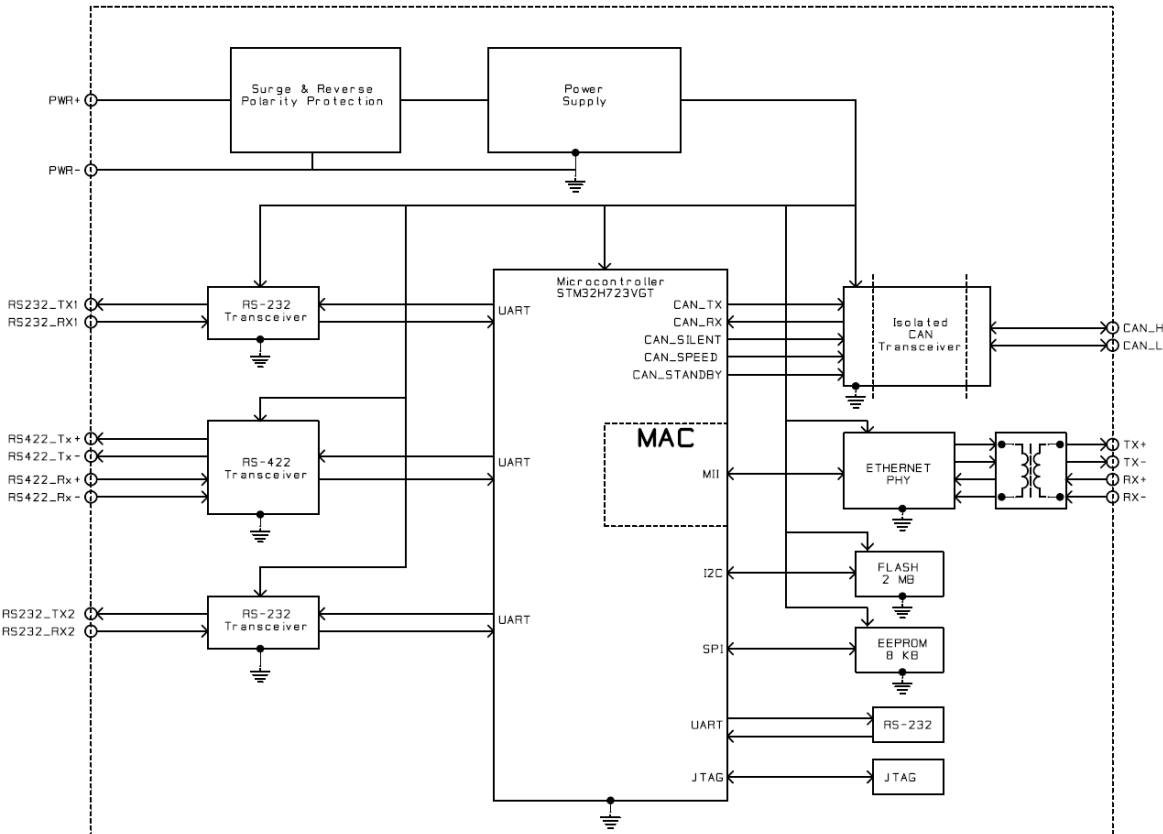 Surge & Reverse
Polarity Protection
Power
Supply
PWR+
PWR-
Microcontroller
STM32H723VGT
RS232_TX1
RS232_RX1
RS-232
Transceiver
UART
CAN_TX
CAN_RX
CAN_SILENT
CAN_SPEED
CAN_STANDBY
Isolated
CAN
Transceiver
CAN_H
CAN_L
RS422_Tx+
RS422_Tx-
RS422_Rx+
RS422_Rx-
RS-422
Transceiver
UART
MAC
MII
ETHERNET
PHY
TX+
TX-
RX+
RX-
I2C
FLASH
2 MB
RS232_TX2
RS232_RX2
RS-232
Transceiver
UART
SPI
EEPROM
8 KB
UART
RS-232
JTAG
JTAG